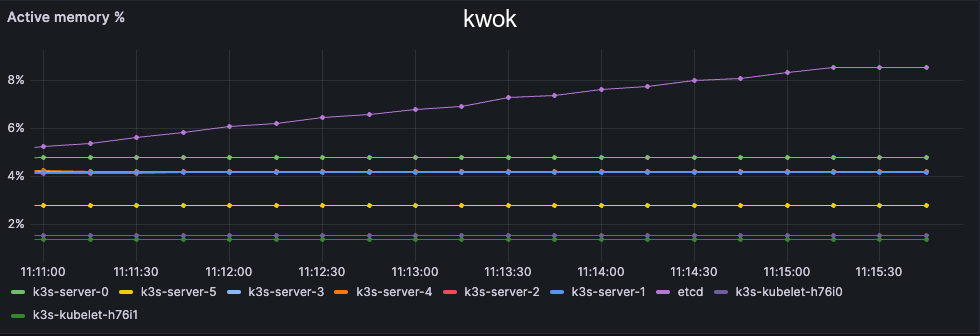 Active memory %
kwok
8%
6%
4%
2%
11:11:00 11:11:30 11:12:00 11:12:30 11:13:00 11:13:30 11:14:00 11:14:30 11:15:00 11:15:30
k3s-server-0 k3s-server-5 k3s-server-3 k3s-server-4 k3s-server-2 k3s-server-1 etcd k3s-kubelet-h76i0
k3s-kubelet-h76i1